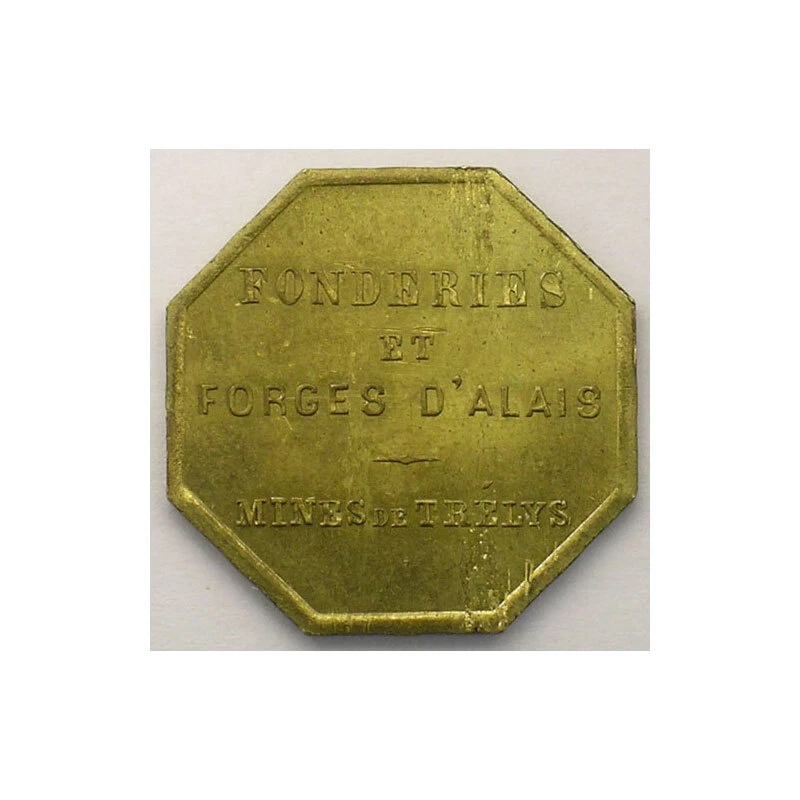 FONDERIES
ET
FORGES D'ALAIS
MINES DE TRÉLYS